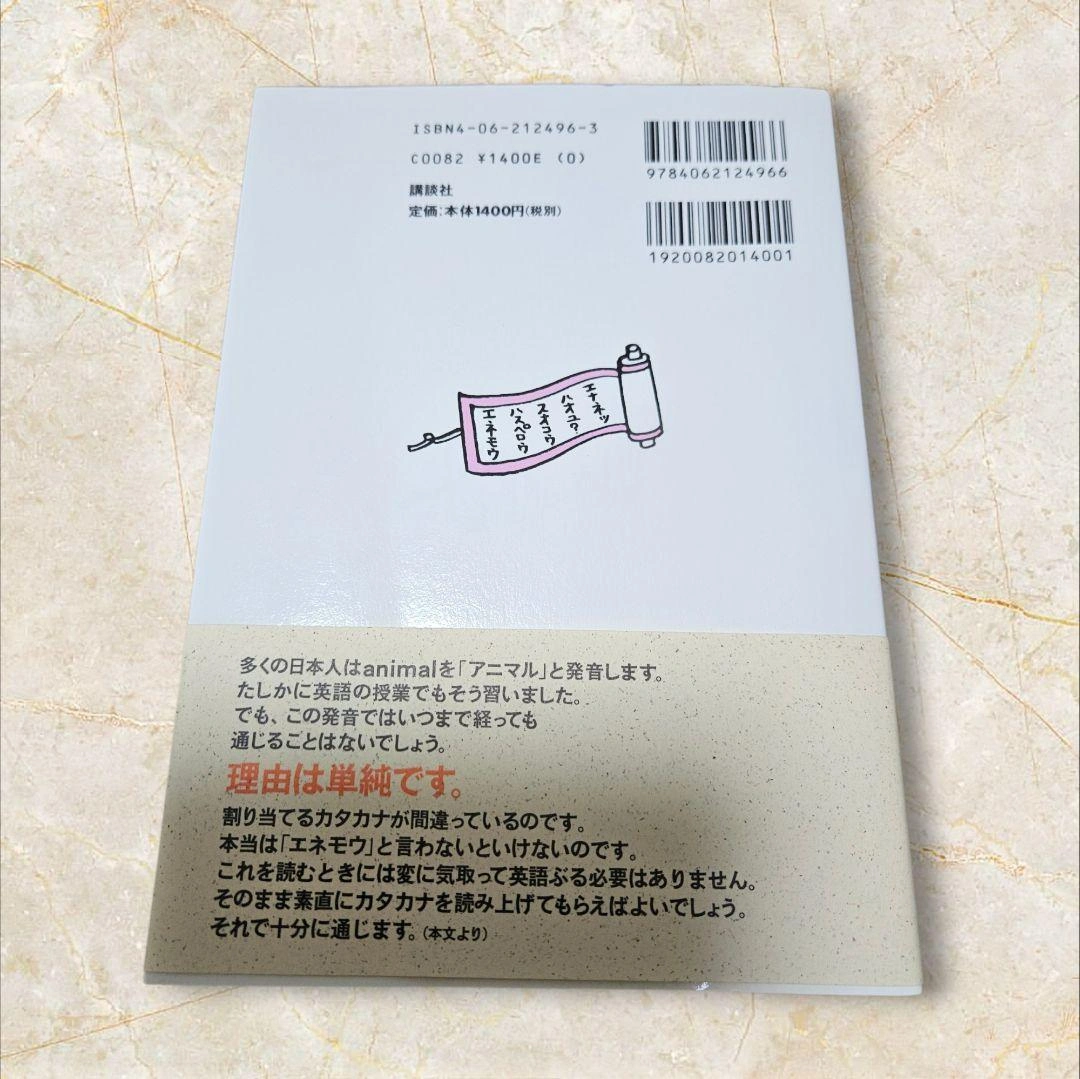 ISBN4-06-212496-3
C0082 ¥1400E (0)
講談社
定価:本体1400円(税別)
9784062124966
1920082014001
エナネッ
ハオユ?
スオコウ
ハスペロウ
エネモウ
多くの日本人はanimalを「アニマル」と発音します。
たしかに英語の授業でもそう習いました。
でも、この発音ではいつまで経っても
通じることはないでしょう。
理由は単純です。
割り当てるカタカナが間違っているのです。
本当は「エネモウ」と言わないといけないのです。
これを読むときには変に気取って英語ぶる必要はありません。
そのまま素直にカタカナを読み上げてもらえばよいでしょう。
それで十分に通じます。(本文より)